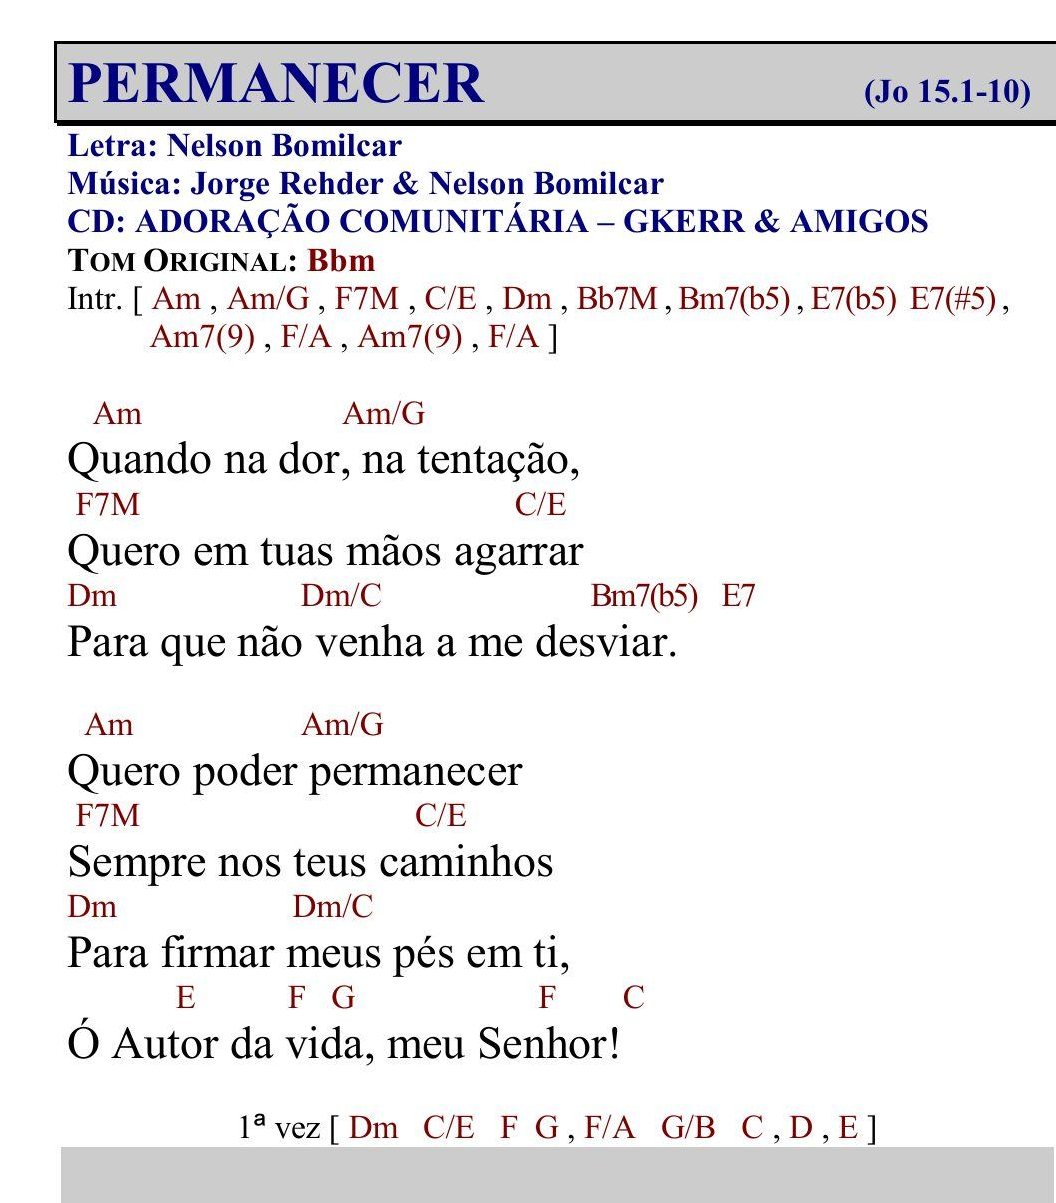 PERMANECER (Jo 15.1-10)
Letra: Nelson Bomilcar
Música: Jorge Rehder & Nelson Bomilcar
CD: ADORAÇÃO COMUNITÁRIA – GKERR & AMIGOS
TOM ORIGINAL: Bbm
Intr. [ Am , Am/G , F7M , C/E , Dm , Bb7M , Bm7(b5) , E7(b5) E7(#5) ,
Am7(9) , F/A , Am7(9) , F/A ]
Am Am/G
Quando na dor, na tentação,
F7M C/E
Quero em tuas mãos agarrar
Dm Dm/C Bm7(b5) E7
Para que não venha a me desviar.
Am Am/G
Quero poder permanecer
F7M C/E
Sempre nos teus caminhos
Dm Dm/C
Para firmar meus pés em ti,
E F G F C
Ó Autor da vida, meu Senhor!
1ª vez [ Dm C/E F G , F/A G/B C , D , E ]